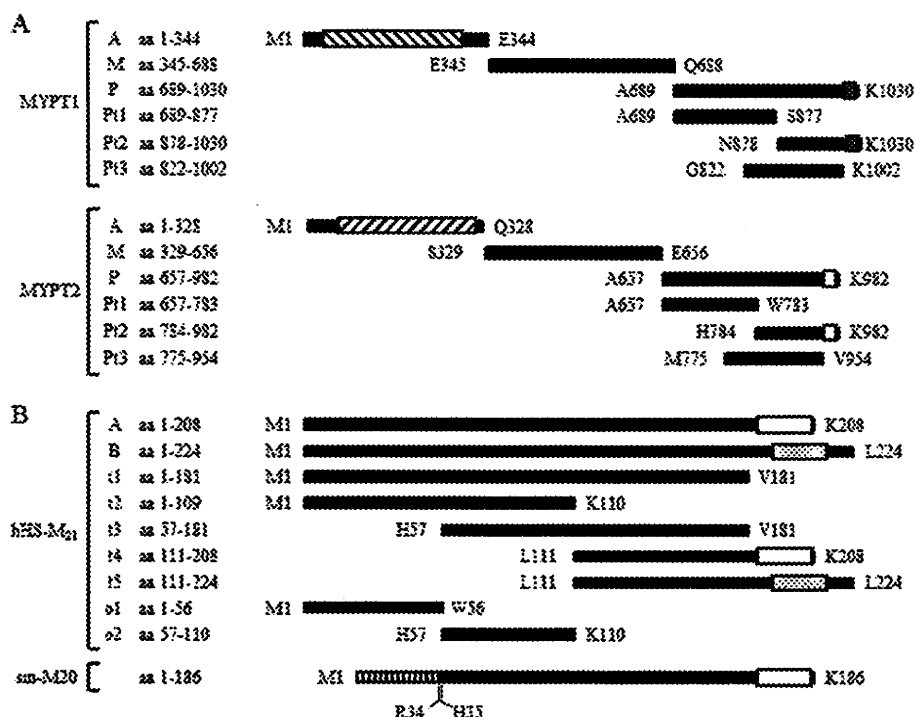 A
MYPT1
A aa 1-344 M1 E344
M aa 345-688 E345 Q688
P aa 689-1030 A689 K1030
Pt1 aa 689-877 A689 S877
Pt2 aa 878-1030 N878 K1030
Pt3 aa 822-1002 G822 K1002
MYPT2
A aa 1-328 M1 Q328
M aa 329-656 S329 E656
P aa 657-982 A657 K982
Pt1 aa 657-783 A657 W783
Pt2 aa 784-982 H784 K982
Pt3 aa 775-954 M775 V954
B
hHS-M21
A aa 1-208 M1 K208
B aa 1-224 M1 L224
t1 aa 1-181 M1 V181
t2 aa 1-109 M1 K110
t3 aa 57-181 H57 V181
t4 aa 111-208 L111 K208
t5 aa 111-224 L111 L224
o1 aa 1-56 M1 W56
o2 aa 57-110 H57 K110
sm-M20 aa 1-186 M1 K186
R34 H35